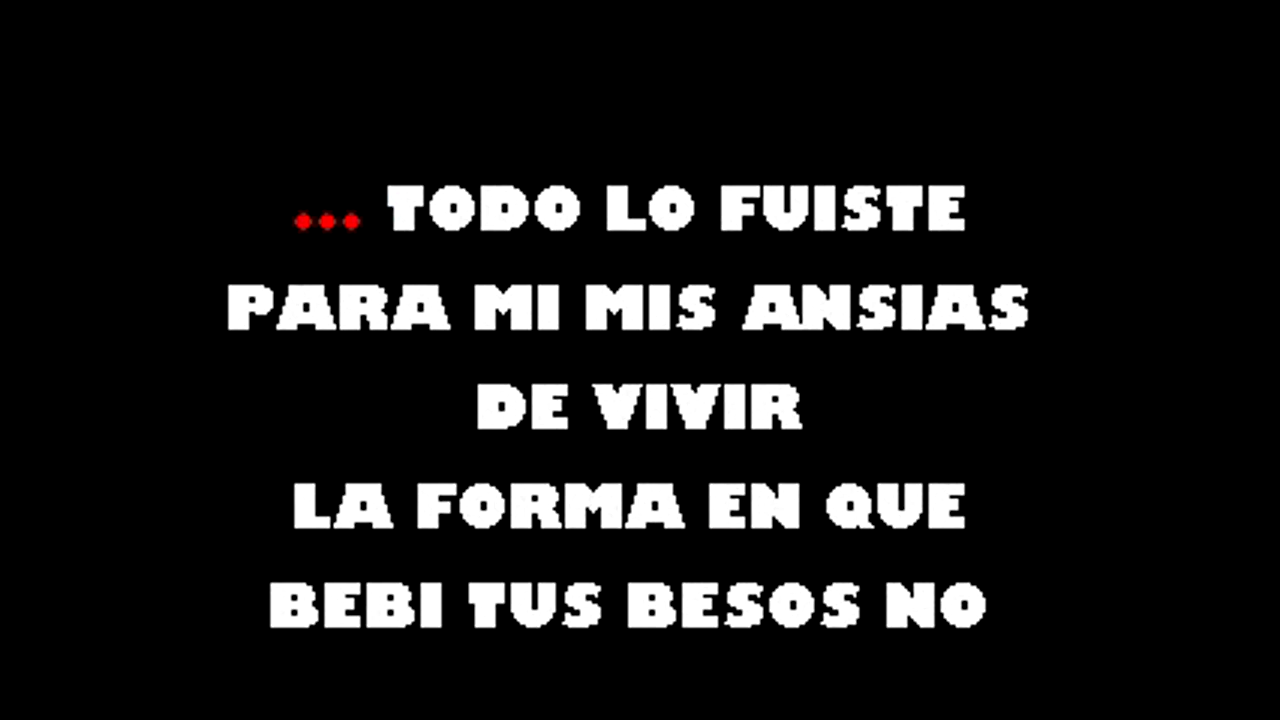 ... TODO LO FUISTE
PARA MI MIS ANSIAS
DE VIVIR
LA FORMA EN QUE
BEBI TUS BESOS NO